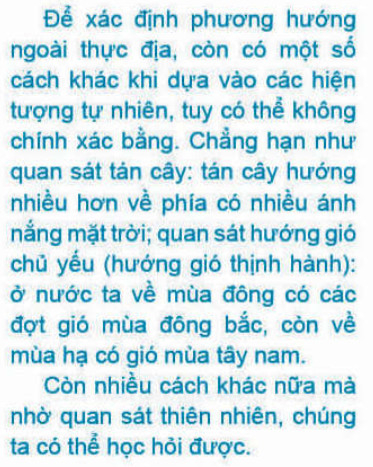 Để xác định phương hướng
ngoài thực địa, còn có một số
cách khác khi dựa vào các hiện
tượng tự nhiên, tuy có thể không
chính xác bằng. Chẳng hạn như
quan sát tán cây: tán cây hướng
nhiều hơn về phía có nhiều ánh
nắng mặt trời; quan sát hướng gió
chủ yếu (hướng gió thịnh hành):
ở nước ta về mùa đông có các
đợt gió mùa đông bắc, còn về
mùa hạ có gió mùa tây nam.
Còn nhiều cách khác nữa mà
nhờ quan sát thiên nhiên, chúng
ta có thể học hỏi được.